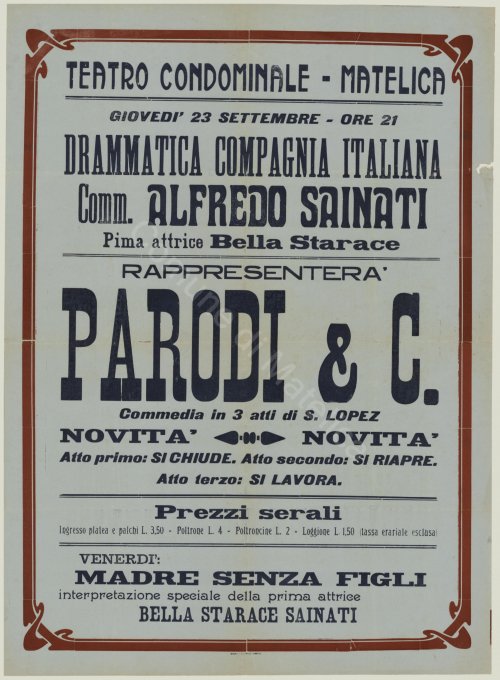 TEATRO CONDOMINALE - MATELICA
GIOVEDI' 23 SETTEMBRE - ORE 21
DRAMMATICA COMPAGNIA ITALIANA
Comm. ALFREDO SAINATI
Pima attrice Bella Starace
RAPPRESENTERA'
PARODI & C.
Commedia in 3 atti di S. LOPEZ
NOVITA' NOVITA'
Atto primo: SI CHIUDE. Atto secondo: SI RIAPRE.
Atto terzo: SI LAVORA.
Prezzi serali
Ingresso platea e palchi L. 3,50 - Poltrone L. 4 - Poltroncine L. 2 - Loggione L. 1,50 (tassa erariale esclusa)
VENERDI':
MADRE SENZA FIGLI
interpretazione speciale della prima attrice
BELLA STARACE SAINATI
Comune di Matelica